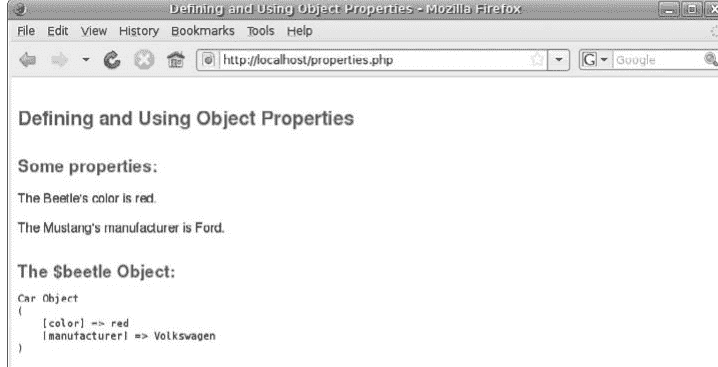 Defining and Using Object Properties - Mozilla Firefox
File Edit View History Bookmarks Tools Help
http://localhost/properties.php
G Google
Defining and Using Object Properties
Some properties:
The Beetle's color is red.
The Mustang's manufacturer is Ford.
The $beetle Object:
Car Object
(
[color] => red
[manufacturer] => Volkswagen
)